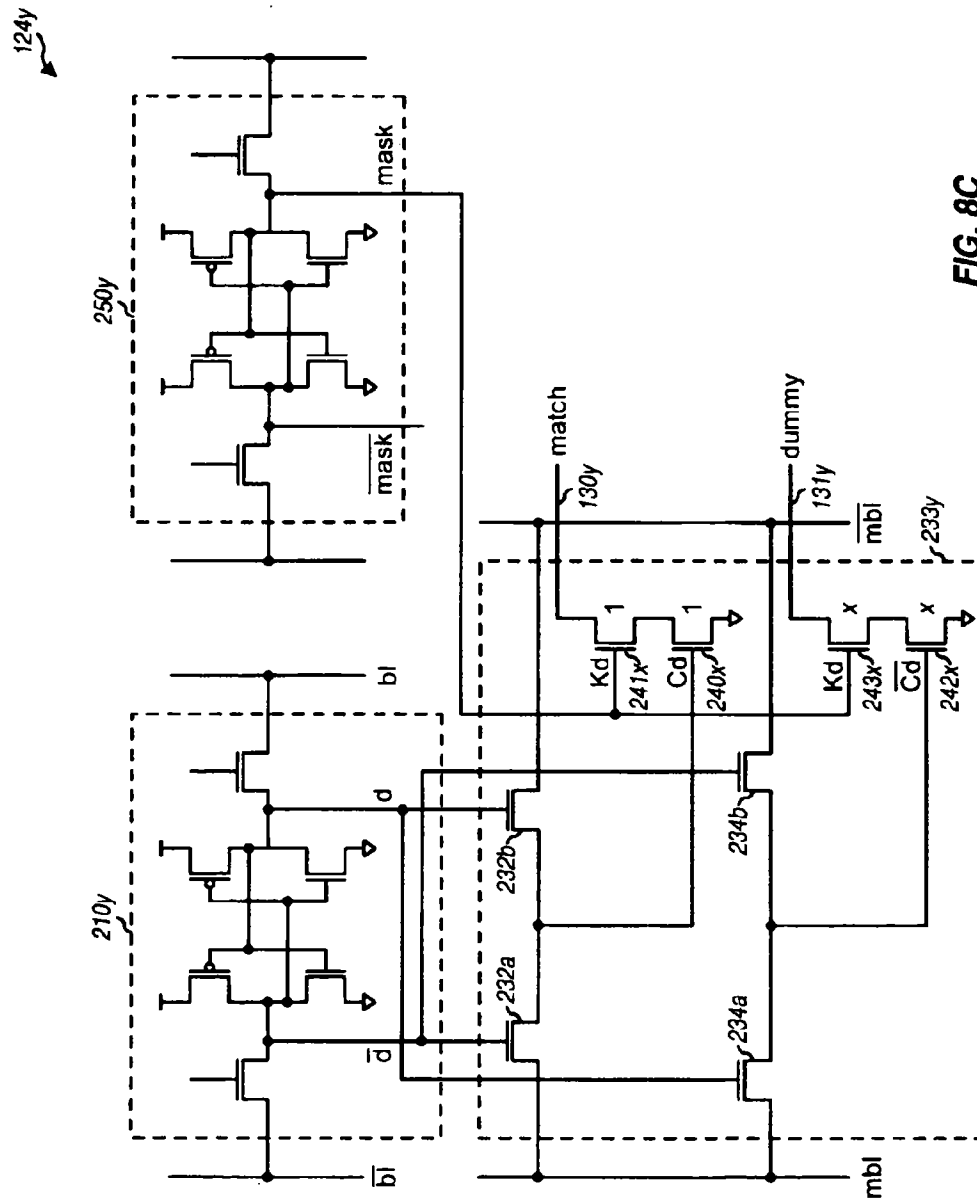 124y
250y
mask
mask
210y
bl
bl
d
d
match
130y
dummy
131y
mbl
mbl
233y
232a
232b
234a
234b
Kd
1
241x
Cd
1
240x
Kd
x
243x
Cd
x
242x
FIG. 8C